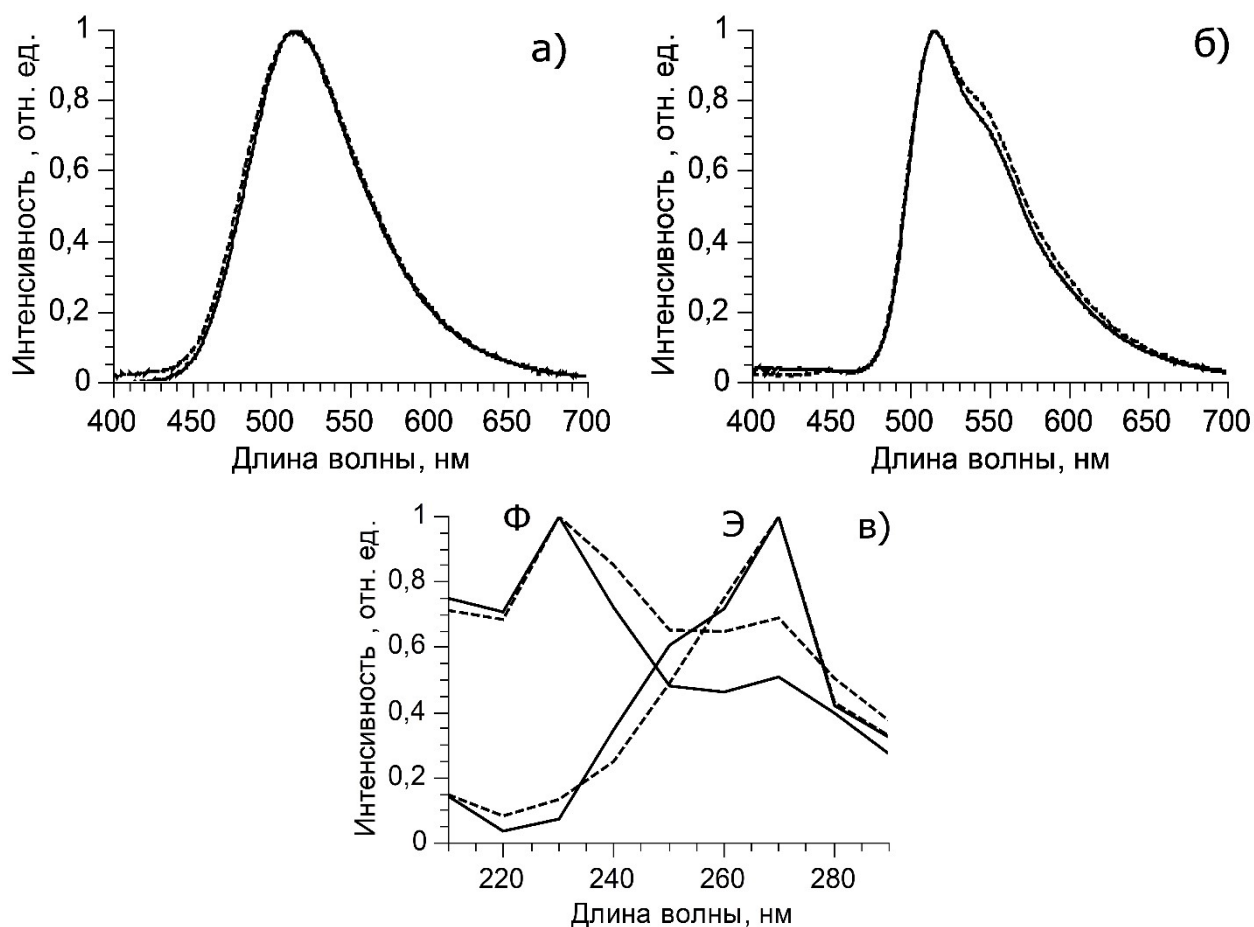 а)
Интенсивность , отн. ед.
1
0,8
0,6
0,4
0,2
0
400 450 500 550 600 650 700
Длина волны, нм
б)
Интенсивность , отн. ед.
1
0,8
0,6
0,4
0,2
0
400 450 500 550 600 650 700
Длина волны, нм
Ф Э в)
Интенсивность , отн. ед.
1
0,8
0,6
0,4
0,2
0
220 240 260 280
Длина волны, нм